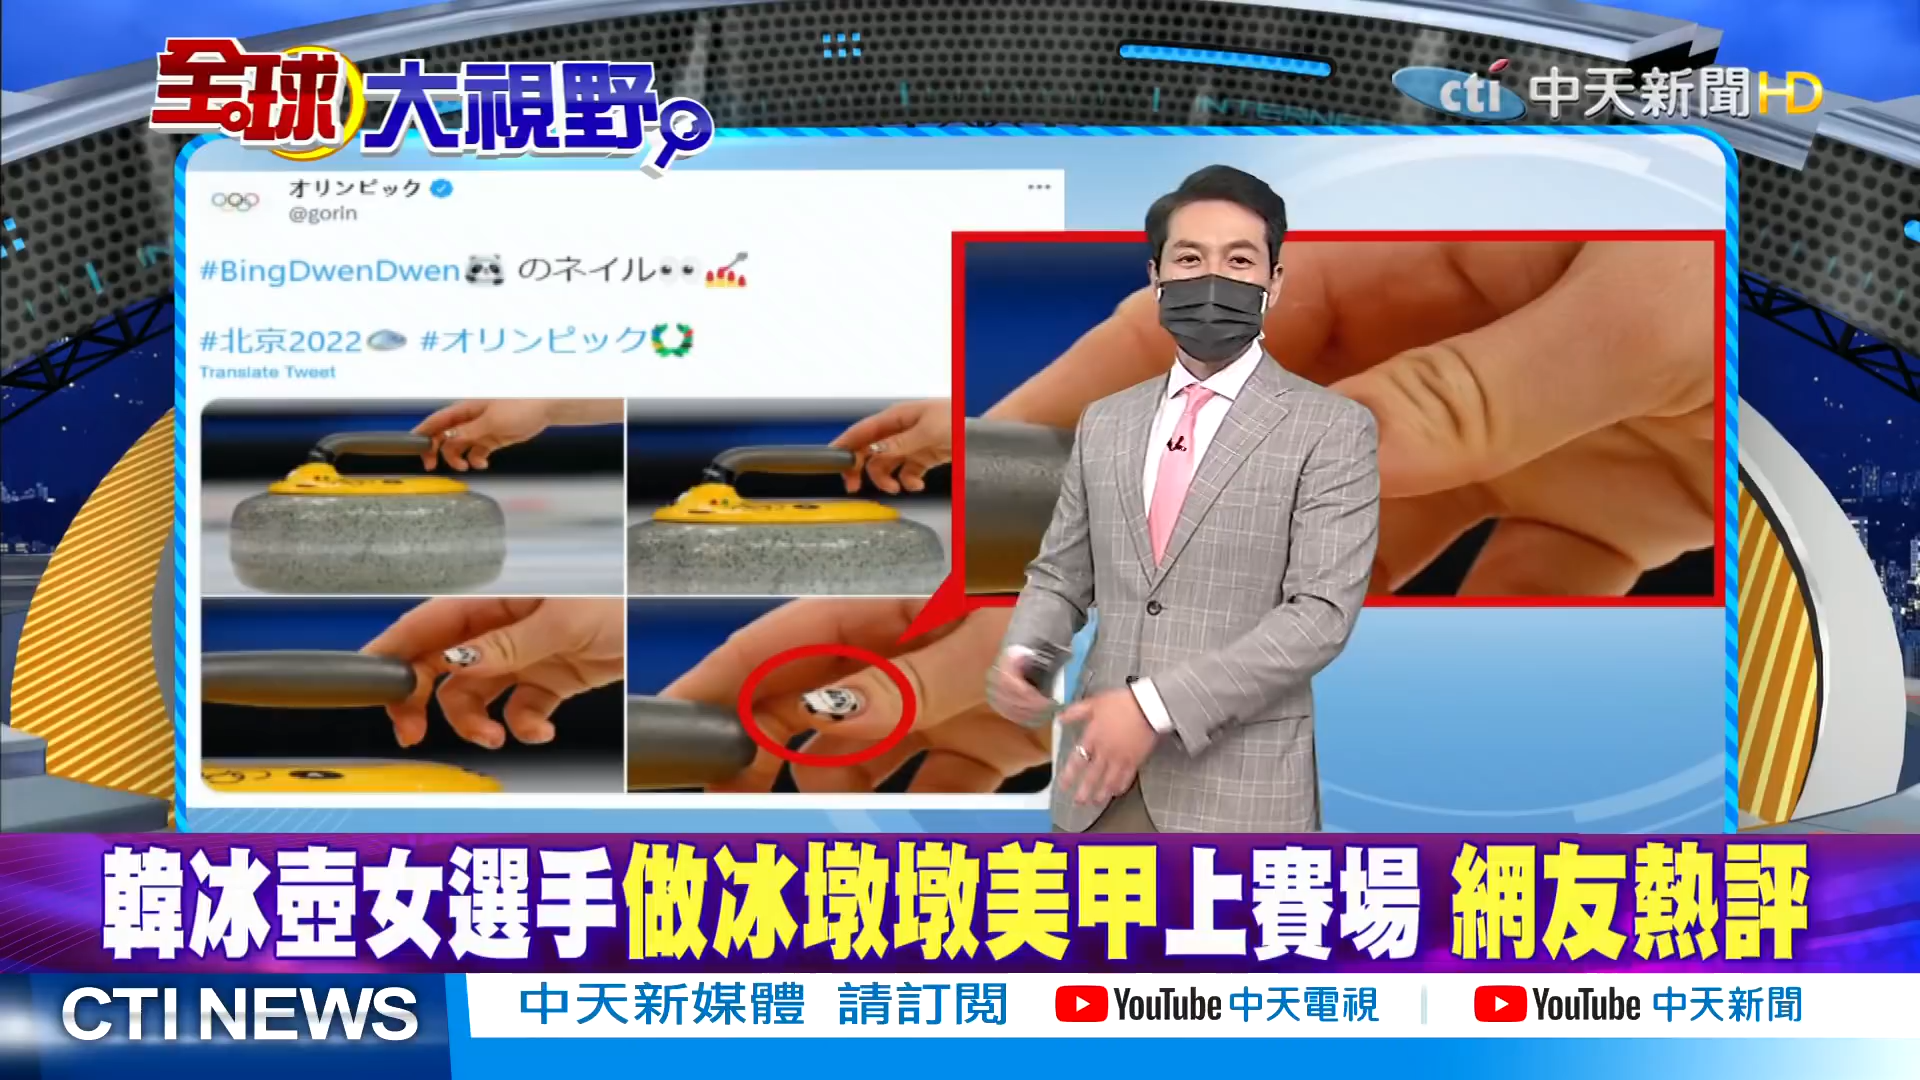 全球大視野
cti 中天新聞HD
オリンピック
@gorin
#BingDwenDwen のネイル
#北京2022 #オリンピック
Translate Tweet
韓冰壺女選手做冰墩墩美甲上賽場 網友熱評
CTI NEWS 中天新媒體 請訂閱 YouTube 中天電視 YouTube 中天新聞